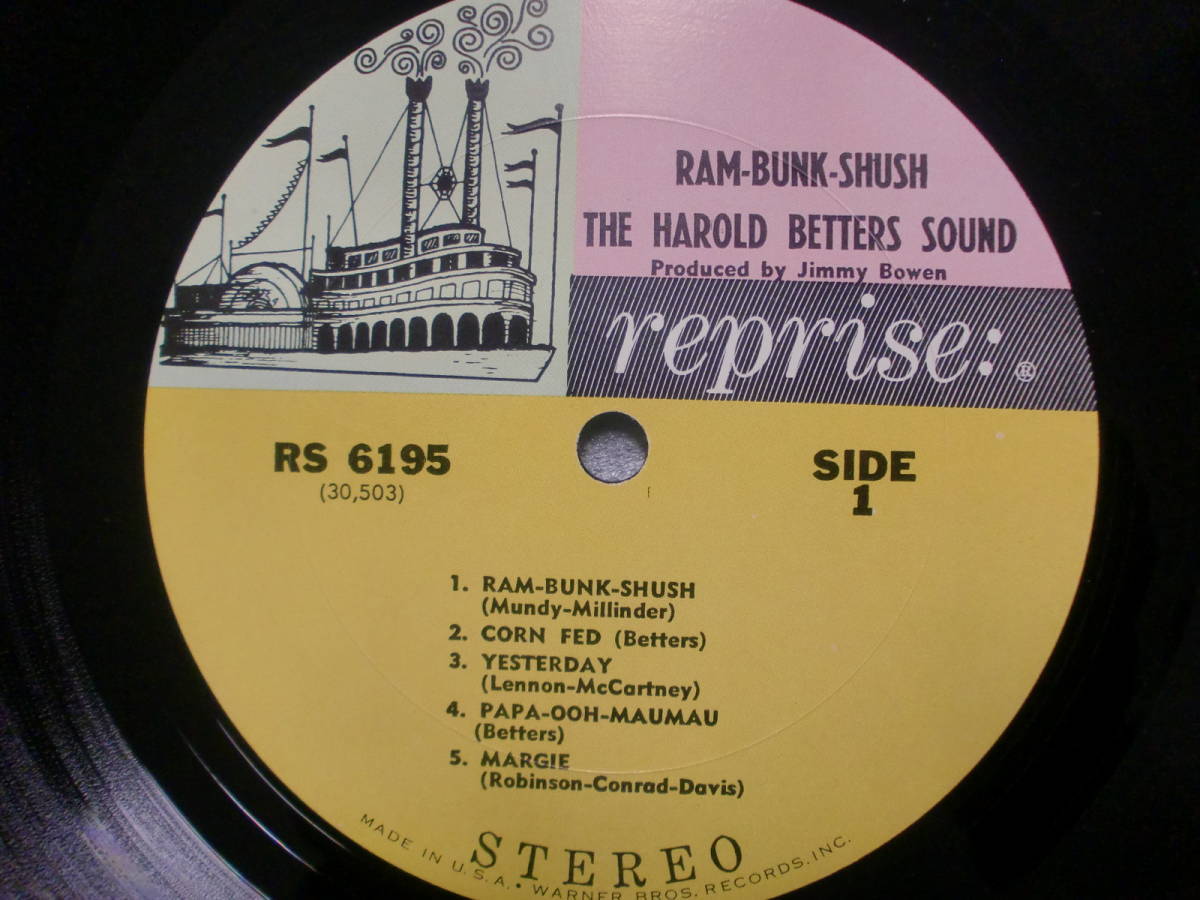 RAM-BUNK-SHUSH
THE HAROLD BETTERS SOUND
Produced by Jimmy Bowen
reprise:®
RS 6195
(30,503)
SIDE
1
1. RAM-BUNK-SHUSH
(Mundy-Millinder)
2. CORN FED (Betters)
3. YESTERDAY
(Lennon-McCartney)
4. PAPA-OOH-MAUMAU
(Betters)
5. MARGIE
(Robinson-Conrad-Davis)
STEREO
MADE IN U.S.A. • WARNER BROS. RECORDS, INC.